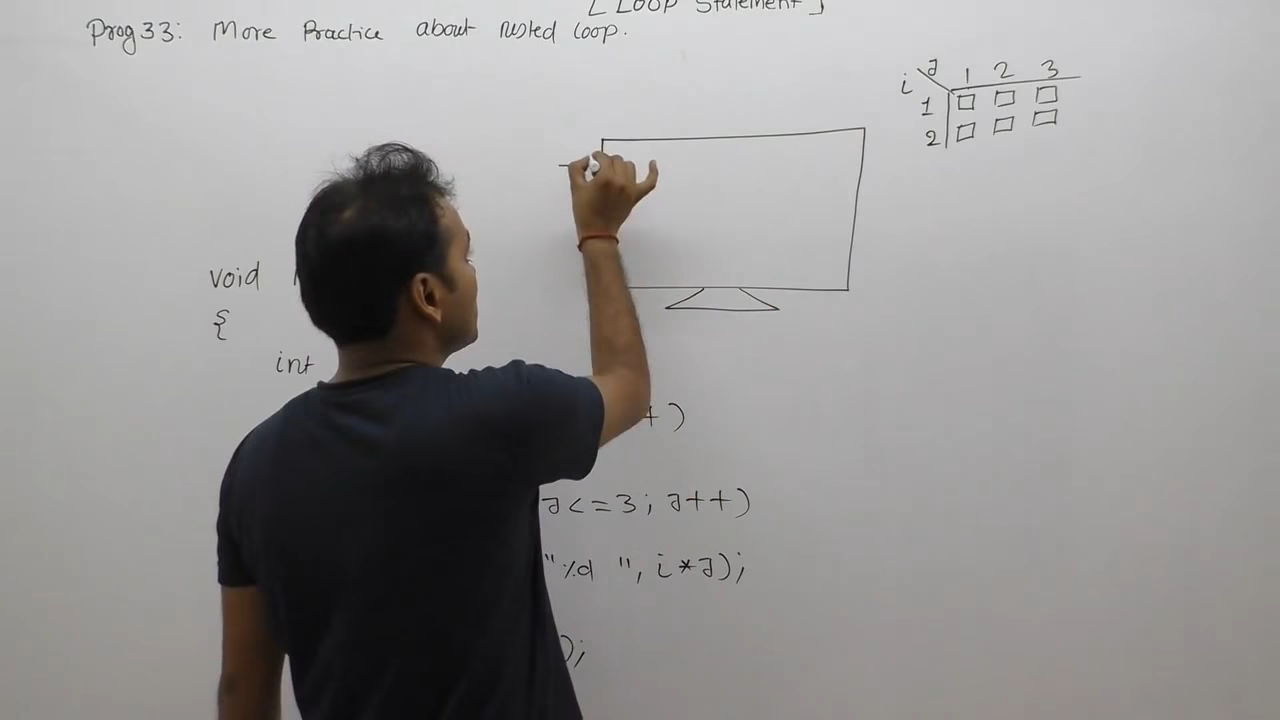 [Loop Statement]
Prog 33: More Practice about nested loop.
J 1 2 3
i
1
2
void
{
int
+ )
J<=3; J++)
"%d ", i*J);
);